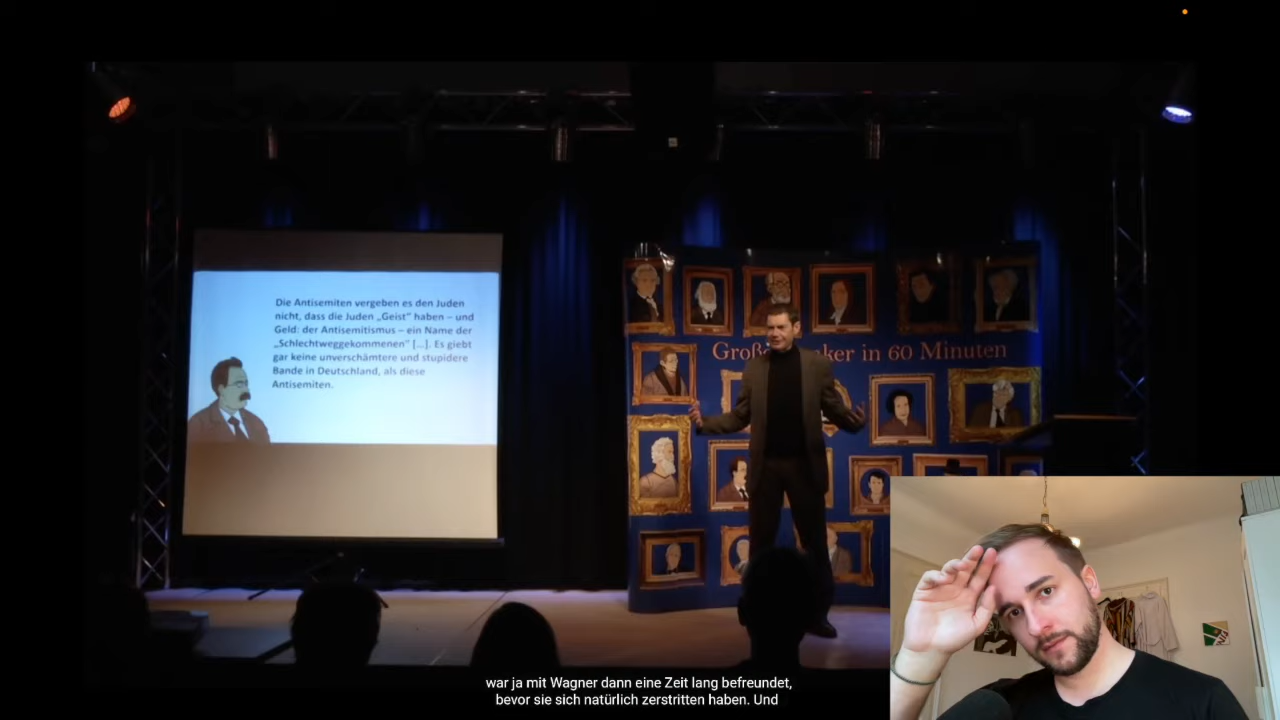 Die Antisemiten vergeben es den Juden
nicht, dass die Juden „Geist" haben – und
Geld: der Antisemitismus – ein Name der
„Schlechtweggekommenen" [...]. Es giebt
gar keine unverschämtere und stupidere
Bande in Deutschland, als diese
Antisemiten.
Große ker in 60 Minuten
war ja mit Wagner dann eine Zeit lang befreundet,
bevor sie sich natürlich zerstritten haben. Und